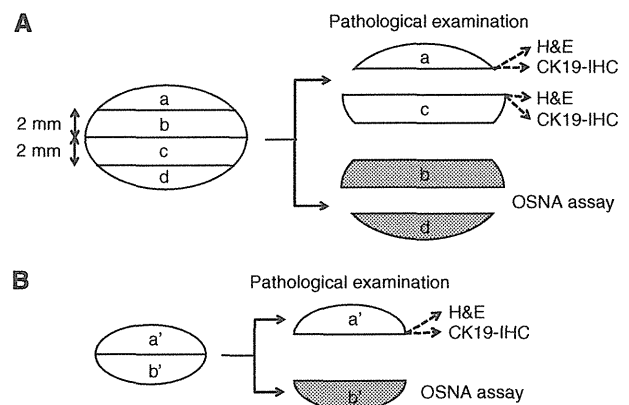 A
Pathological examination
a
b
c
d
2 mm
2 mm
a
H&E
CK19-IHC
c
H&E
CK19-IHC
b
d
OSNA assay
B
Pathological examination
a'
b'
a'
H&E
CK19-IHC
b'
OSNA assay